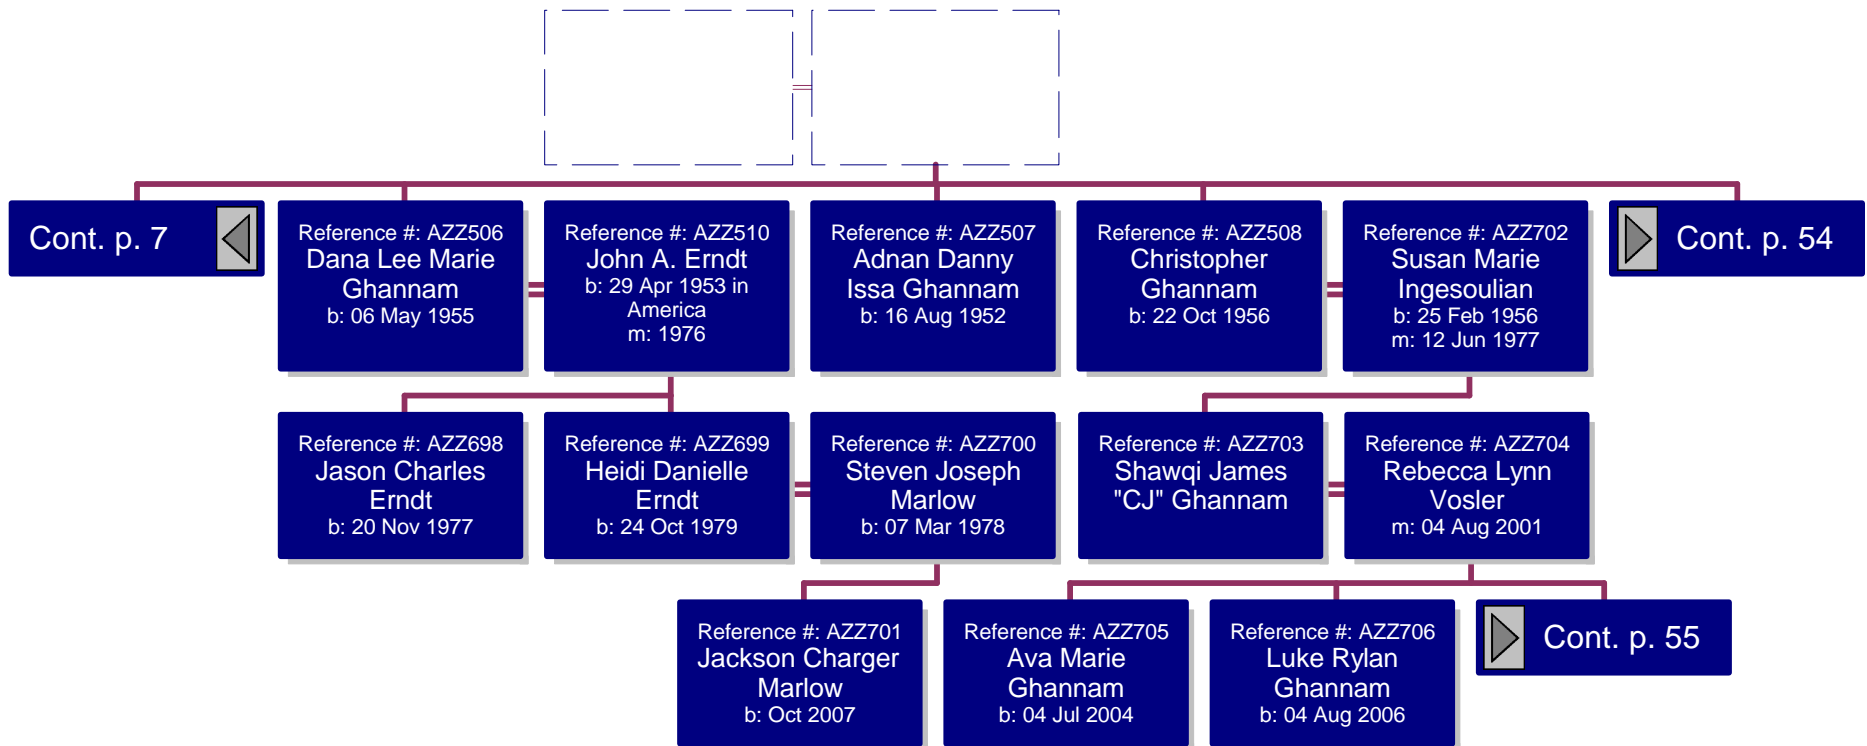 Cont. p. 7
Reference #: AZZ506
Dana Lee Marie
Ghannam
b: 06 May 1955
Reference #: AZZ510
John A. Erndt
b: 29 Apr 1953 in
America
m: 1976
Reference #: AZZ507
Adnan Danny
Issa Ghannam
b: 16 Aug 1952
Reference #: AZZ508
Christopher
Ghannam
b: 22 Oct 1956
Reference #: AZZ702
Susan Marie
Ingesoulian
b: 25 Feb 1956
m: 12 Jun 1977
Cont. p. 54
Reference #: AZZ698
Jason Charles
Erndt
b: 20 Nov 1977
Reference #: AZZ699
Heidi Danielle
Erndt
b: 24 Oct 1979
Reference #: AZZ700
Steven Joseph
Marlow
b: 07 Mar 1978
Reference #: AZZ703
Shawqi James
"CJ" Ghannam
Reference #: AZZ704
Rebecca Lynn
Vosler
m: 04 Aug 2001
Reference #: AZZ701
Jackson Charger
Marlow
b: Oct 2007
Reference #: AZZ705
Ava Marie
Ghannam
b: 04 Jul 2004
Reference #: AZZ706
Luke Rylan
Ghannam
b: 04 Aug 2006
Cont. p. 55